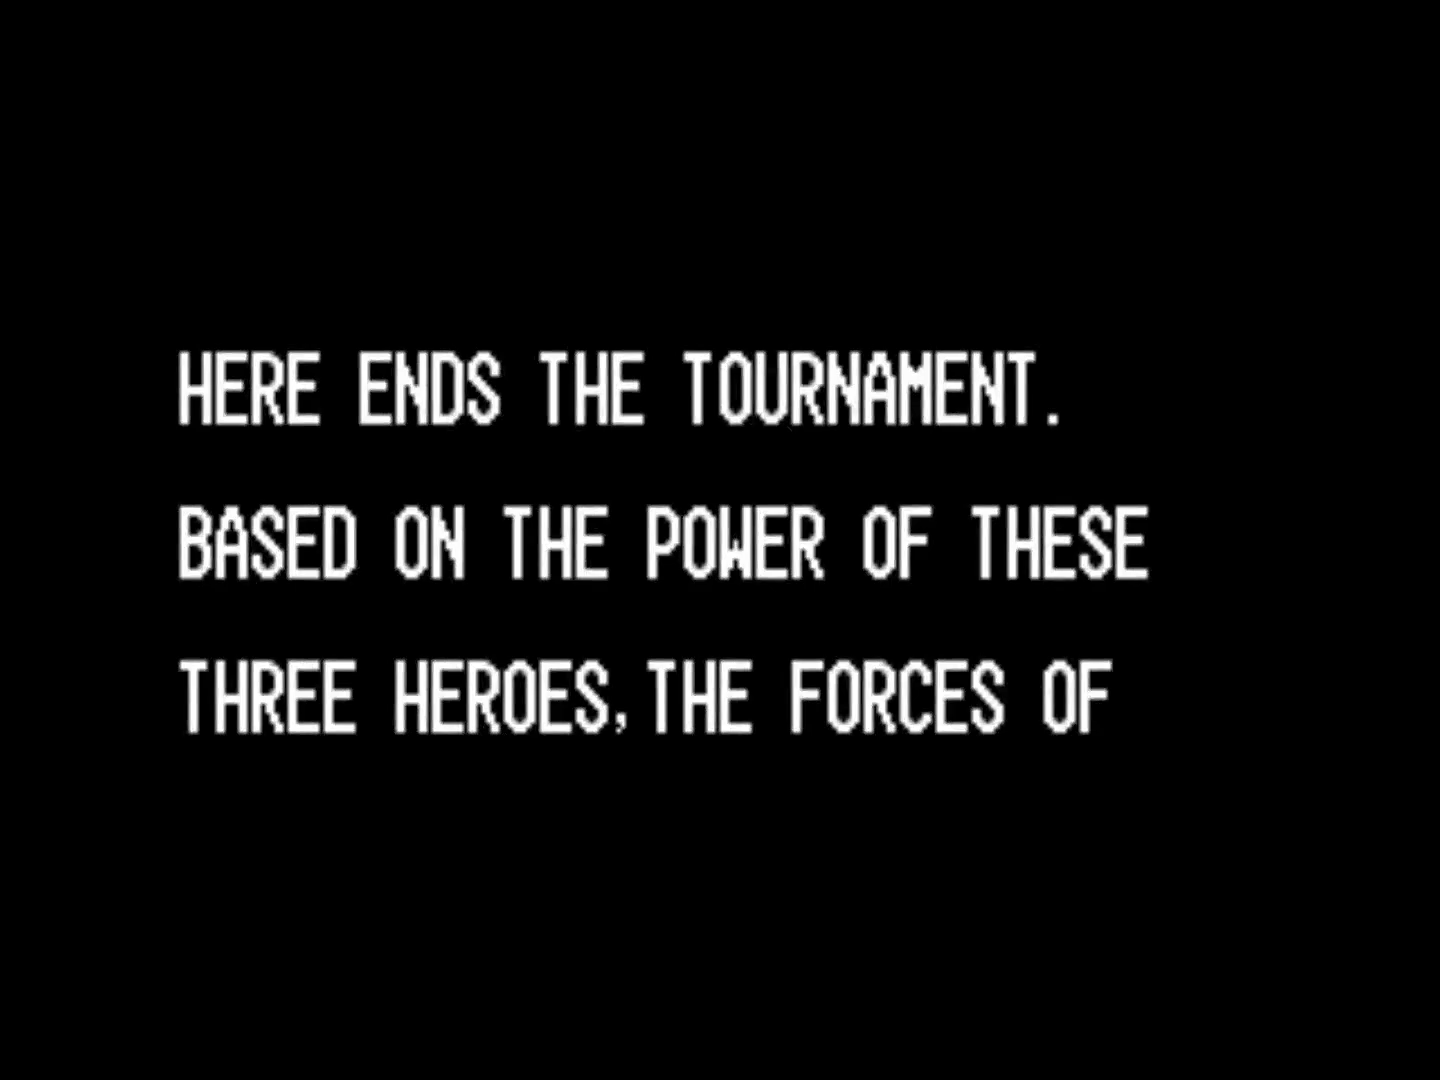 HERE ENDS THE TOURNAMENT.
BASED ON THE POWER OF THESE
THREE HEROES, THE FORCES OF